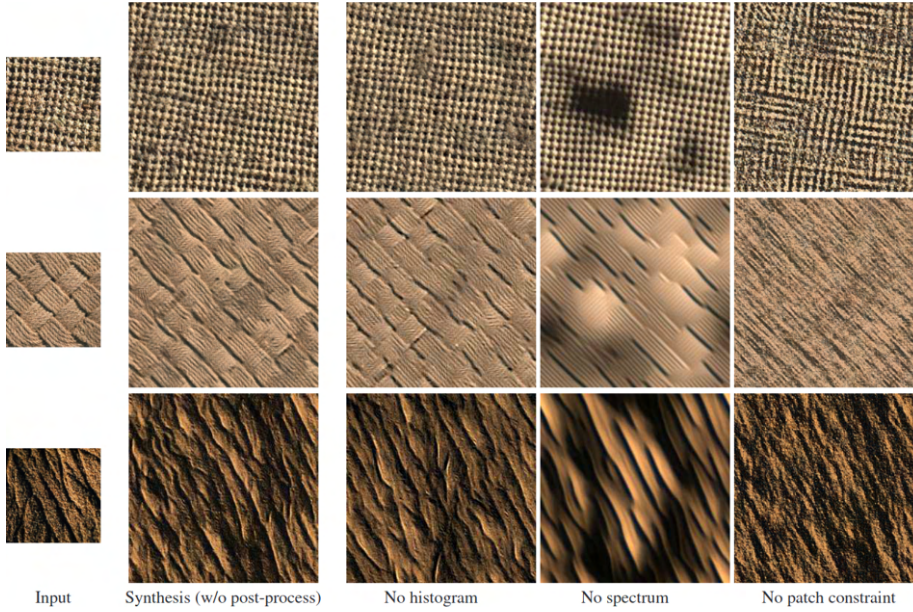 Input
Synthesis (w/o post-process)
No histogram
No spectrum
No patch constraint